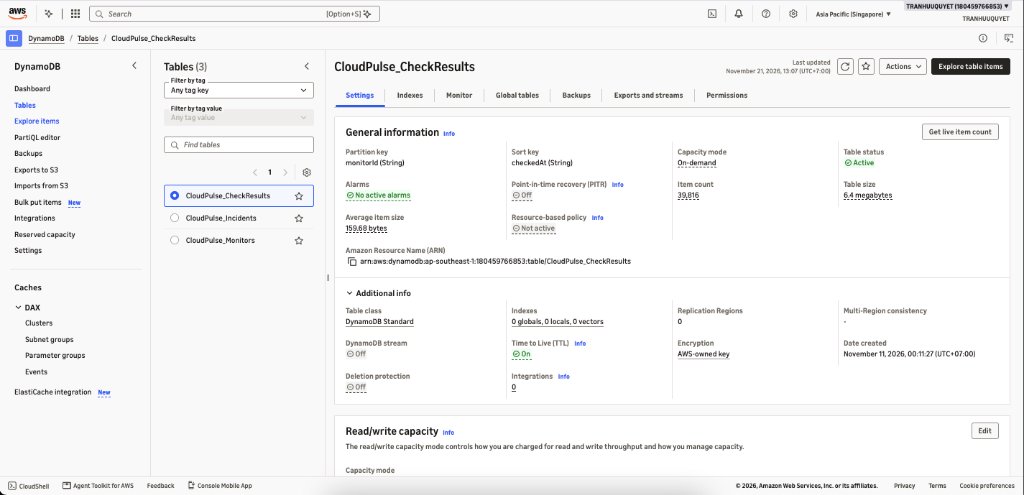 aws
Search
[Option+S]
Asia Pacific (Singapore)
TRANHUUQUYET (180459766853)
TRANHUUQUYET
DynamoDB / Tables / CloudPulse_CheckResults
DynamoDB
Dashboard
Tables
Explore items
PartiQL editor
Backups
Exports to S3
Imports from S3
Bulk put items New
Integrations
Reserved capacity
Settings
Caches
DAX
Clusters
Subnet groups
Parameter groups
Events
ElastiCache integration New
Tables (3)
Filter by tag
Any tag key
Filter by tag value
Any tag value
Find tables
1
CloudPulse_CheckResults
CloudPulse_Incidents
CloudPulse_Monitors
CloudPulse_CheckResults
Last updated
November 21, 2026, 13:07 (UTC+7:00)
Actions
Explore table items
Settings
Indexes
Monitor
Global tables
Backups
Exports and streams
Permissions
General information Info
Get live item count
Partition key
monitorId (String)
Sort key
checkedAt (String)
Capacity mode
On-demand
Table status
Active
Alarms
No active alarms
Point-in-time recovery (PITR) Info
Off
Item count
39,816
Table size
6.4 megabytes
Average item size
159.68 bytes
Resource-based policy Info
Not active
Amazon Resource Name (ARN)
arn:aws:dynamodb:ap-southeast-1:180459766853:table/CloudPulse_CheckResults
Additional info
Table class
DynamoDB Standard
Indexes
0 globals, 0 locals, 0 vectors
Replication Regions
0
Multi-Region consistency
-
DynamoDB stream
Off
Time to Live (TTL) Info
On
Encryption
AWS-owned key
Date created
November 11, 2026, 00:11:27 (UTC+07:00)
Deletion protection
Off
Integrations Info
0
Read/write capacity Info
Edit
The read/write capacity mode controls how you are charged for read and write throughput and how you manage capacity.
Capacity mode
CloudShell
Agent Toolkit for AWS
Feedback
Console Mobile App
© 2026, Amazon Web Services, Inc. or its affiliates.
Privacy
Terms
Cookie preferences